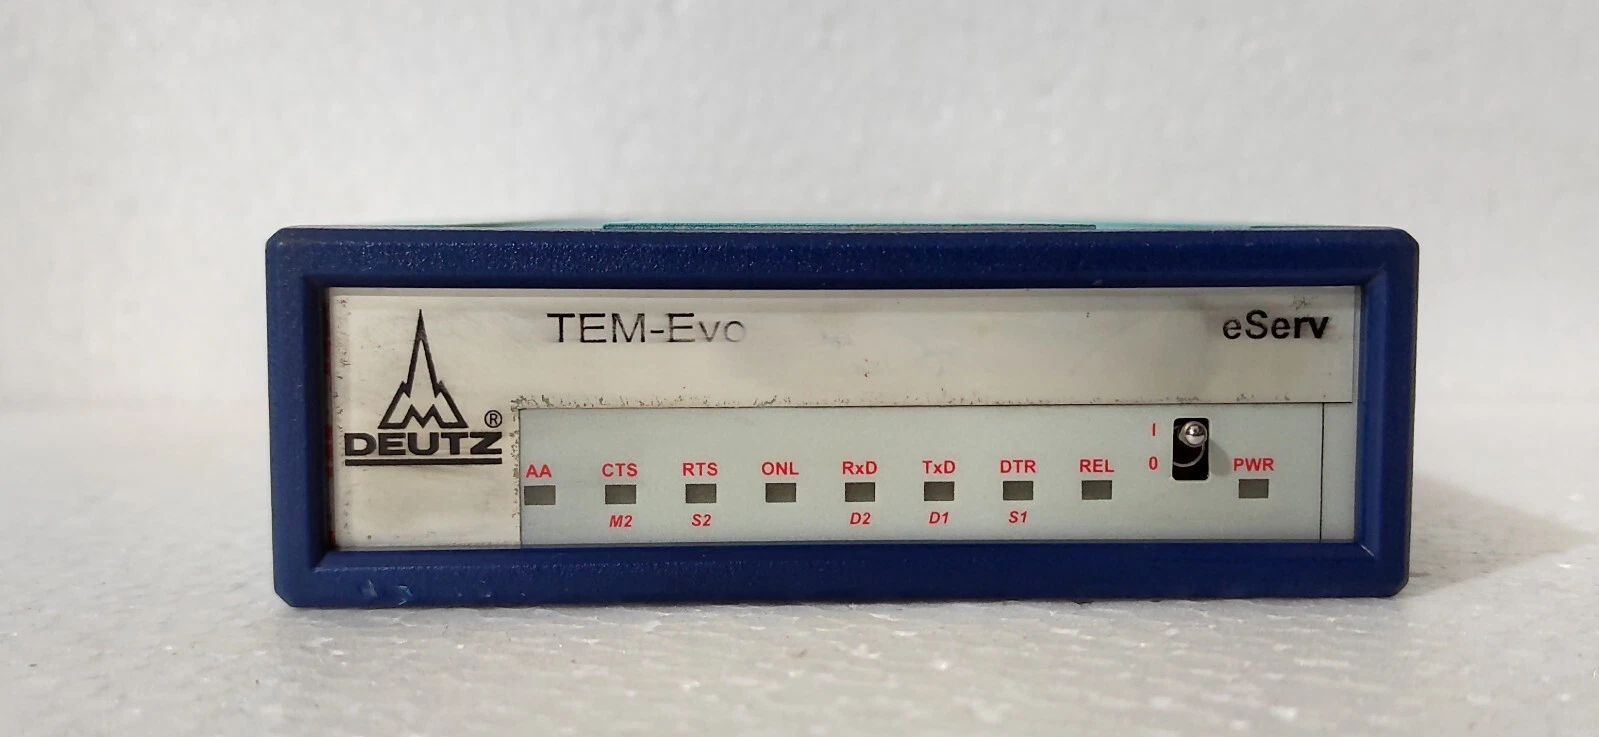 TEM-Evo eServ
DEUTZ ®
I
0
AA CTS RTS ONL RxD TxD DTR REL PWR
M2 S2 D2 D1 S1